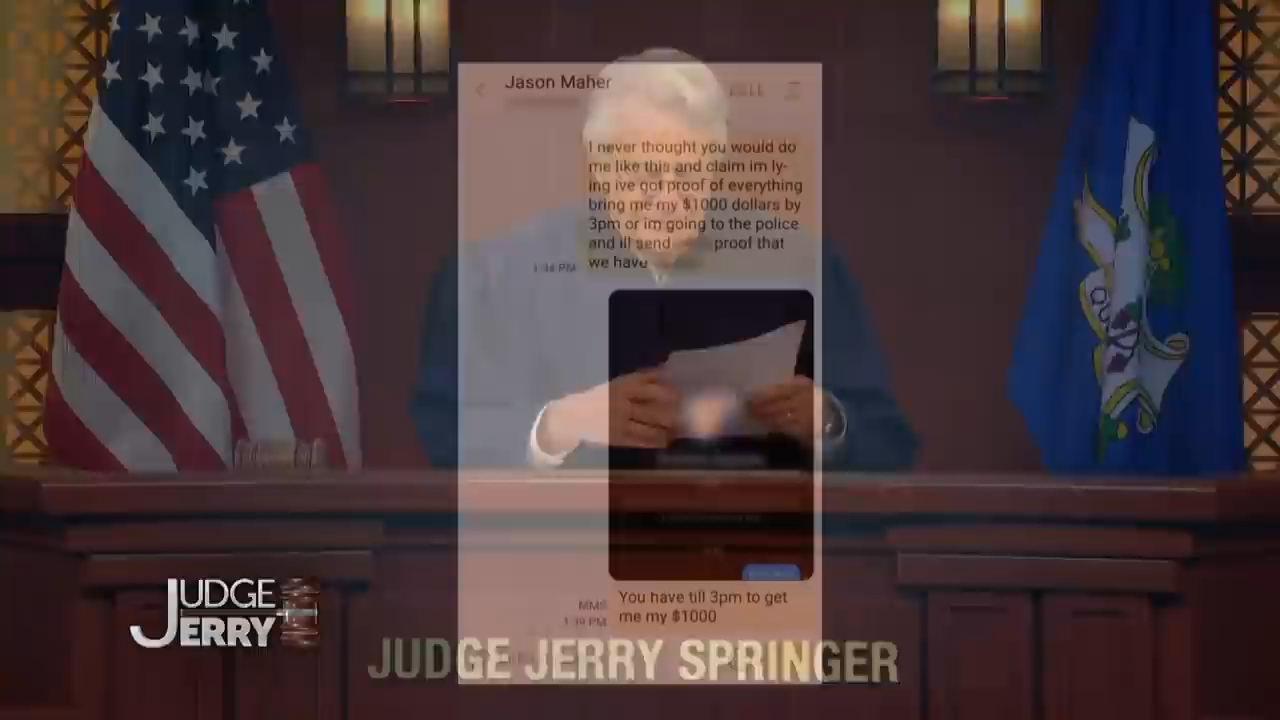 Jason Maher
I never thought you would do
me like this and claim im ly-
ing ive got proof of everything
bring me my $1000 dollars by
3pm or im going to the police
and ill send proof that
we have
MMS
You have till 3pm to get
me my $1000
JUDGE
JERRY
JUDGE JERRY SPRINGER